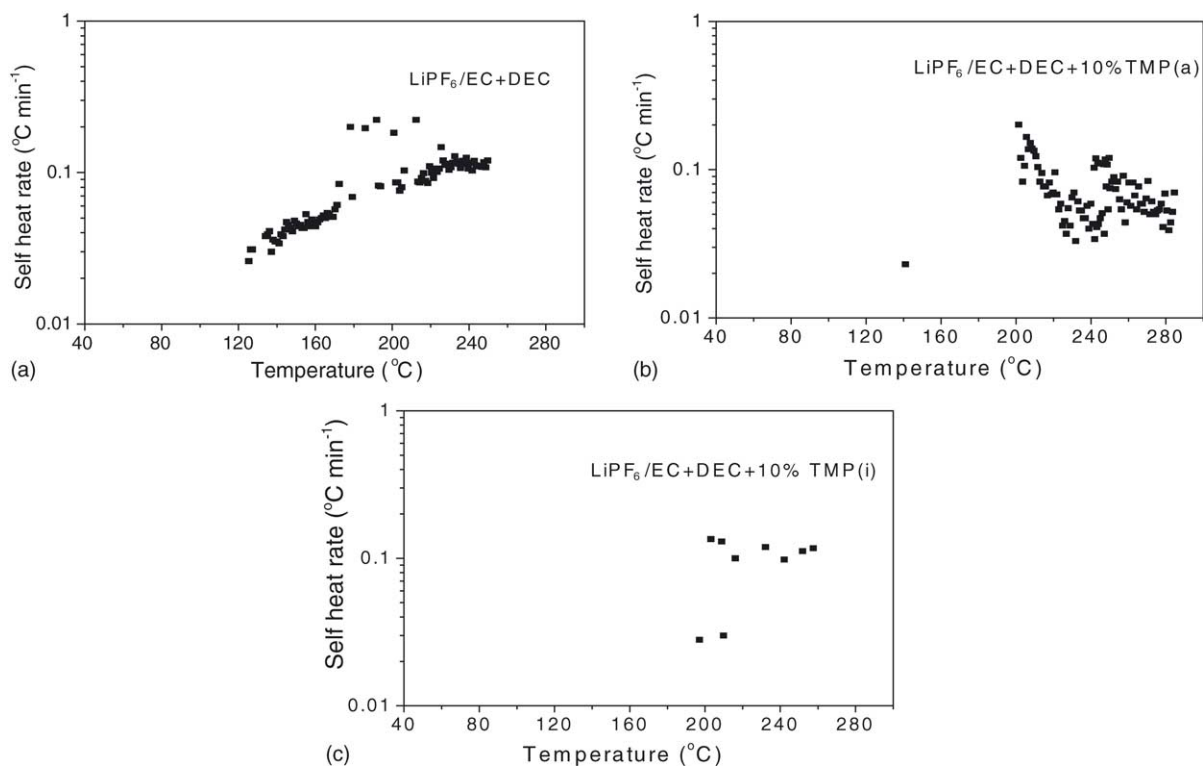 1
0.1
0.01
Self heat rate (°C min⁻¹)
LiPF₆/EC+DEC
40 80 120 160 200 240 280
Temperature (°C)
(a)
1
0.1
0.01
Self heat rate (°C min⁻¹)
LiPF₆/EC+DEC+10%TMP(a)
40 80 120 160 200 240 280
Temperature (°C)
(b)
1
0.1
0.01
Self heat rate (°C min⁻¹)
LiPF₆/EC+DEC+10% TMP(i)
40 80 120 160 200 240 280
Temperature (°C)
(c)